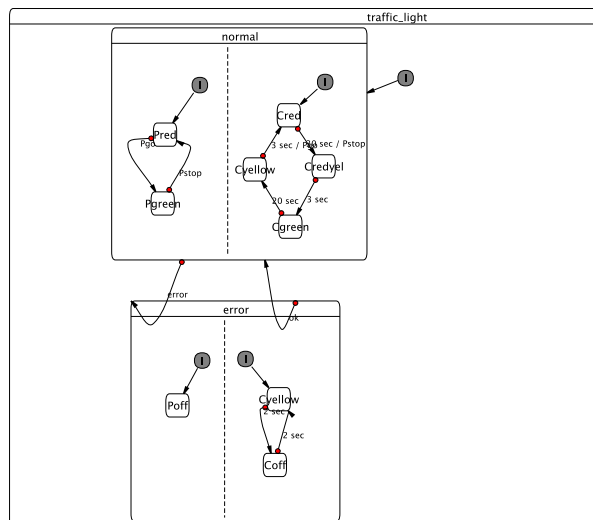 traffic_light
normal
I
I
I
Cred
Pred
Pgo
3 sec / Pgo
sec / Pstop
Cyellow
Credyel
Pstop
20 sec
3 sec
Pgreen
Cgreen
error
error
ok
I
I
Cyellow
Poff
2 sec
2 sec
Coff